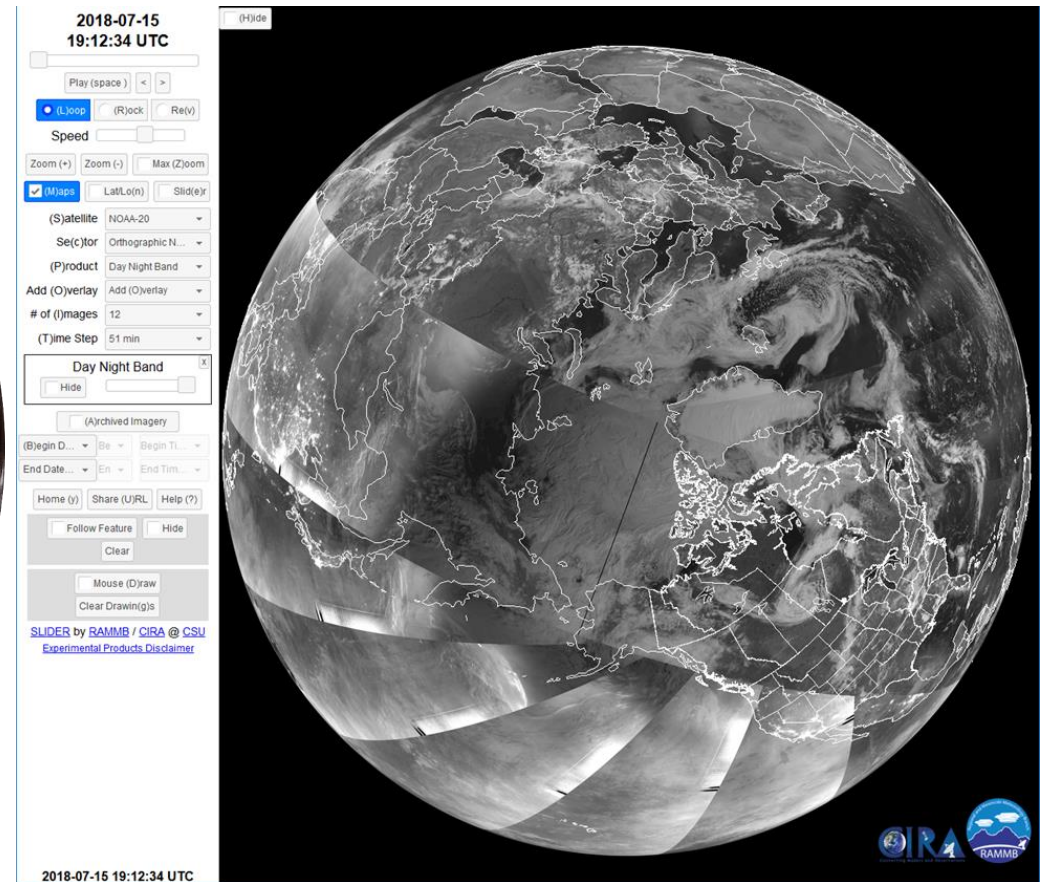 2018-07-15
19:12:34 UTC
(H)ide
Play (space )  <  >
(L)oop  (R)ock  Re(v)
Speed
Zoom (+)  Zoom (-)  Max (Z)oom
(M)aps  Lat/Lo(n)  Slid(e)r
(S)atellite  NOAA-20
Se(c)tor  Orthographic N...
(P)roduct  Day Night Band
Add (O)verlay  Add (O)verlay
# of (I)mages  12
(T)ime Step  51 min
Day Night Band  x
Hide
(A)rchived Imagery
(B)egin D...  Be  Begin Ti...
End Date...  En  End Tim...
Home (y)  Share (U)RL  Help (?)
Follow Feature  Hide
Clear
Mouse (D)raw
Clear Drawin(g)s
SLIDER by RAMMB / CIRA @ CSU
Experimental Products Disclaimer
2018-07-15 19:12:34 UTC
CIRA
RAMMB